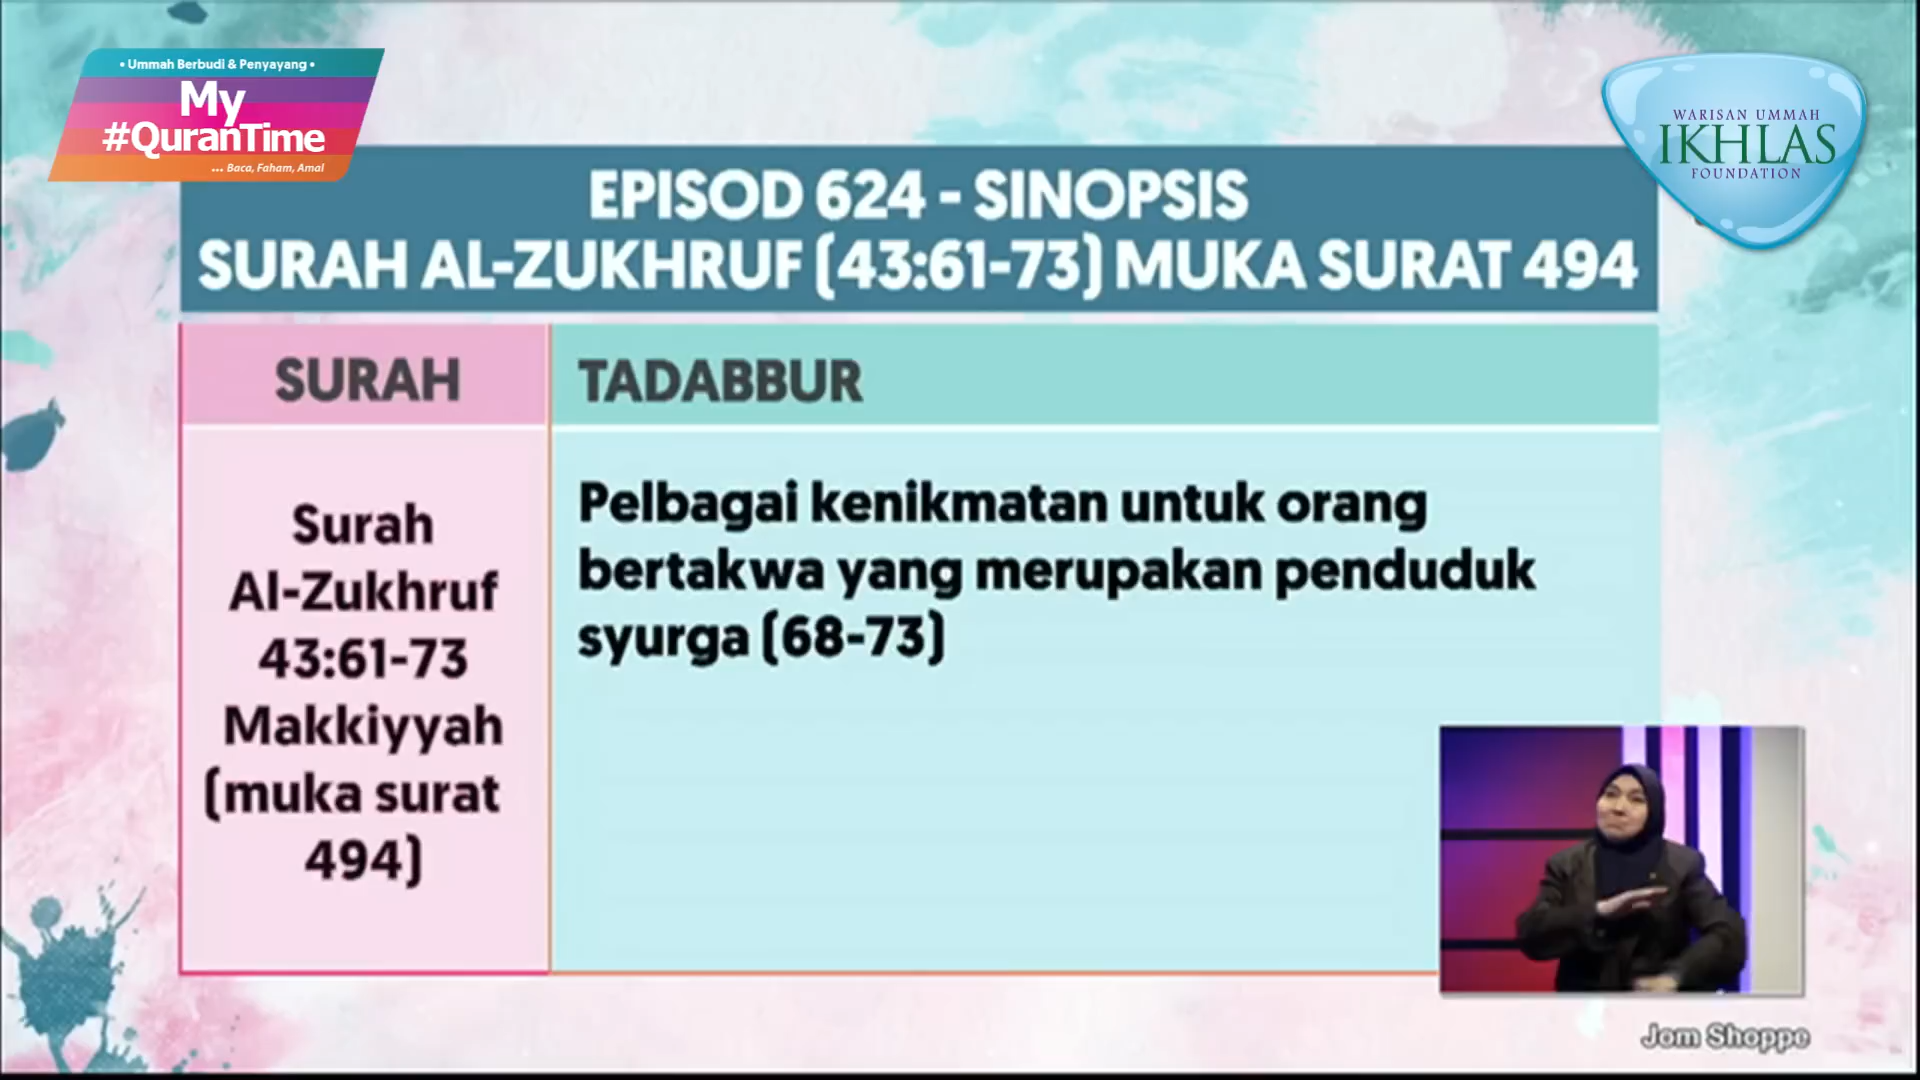 • Ummah Berbudi & Penyayang •
My
#QuranTime
... Baca, Faham, Amal
WARISAN UMMAH
IKHLAS
FOUNDATION
EPISOD 624 - SINOPSIS
SURAH AL-ZUKHRUF (43:61-73) MUKA SURAT 494
SURAH
TADABBUR
Surah
Al-Zukhruf
43:61-73
Makkiyyah
(muka surat
494)
Pelbagai kenikmatan untuk orang
bertakwa yang merupakan penduduk
syurga (68-73)
Jom Shoppe